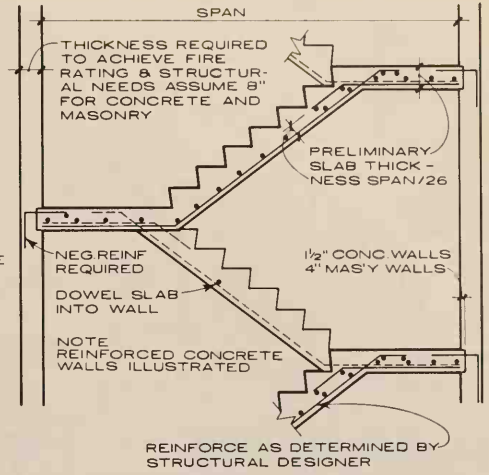 SPAN
THICKNESS REQUIRED
TO ACHIEVE FIRE
RATING & STRUCTUR-
AL NEEDS ASSUME 8"
FOR CONCRETE AND
MASONRY
PRELIMINARY
SLAB THICK-
NESS SPAN/26
NEG. REINF
REQUIRED
1½" CONC. WALLS
4" MAS'Y WALLS
DOWEL SLAB
INTO WALL
NOTE
REINFORCED CONCRETE
WALLS ILLUSTRATED
REINFORCE AS DETERMINED BY
STRUCTURAL DESIGNER